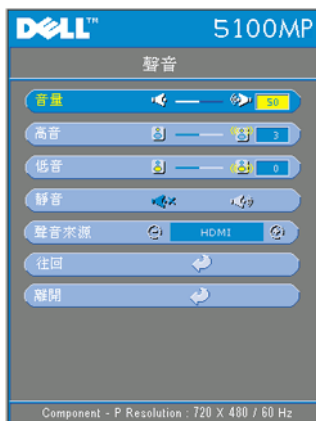 DELL™ 5100MP
聲音
音量 50
高音 3
低音 0
靜音
聲音來源 HDMI
往回
離開
Component - P Resolution : 720 X 480 / 60 Hz